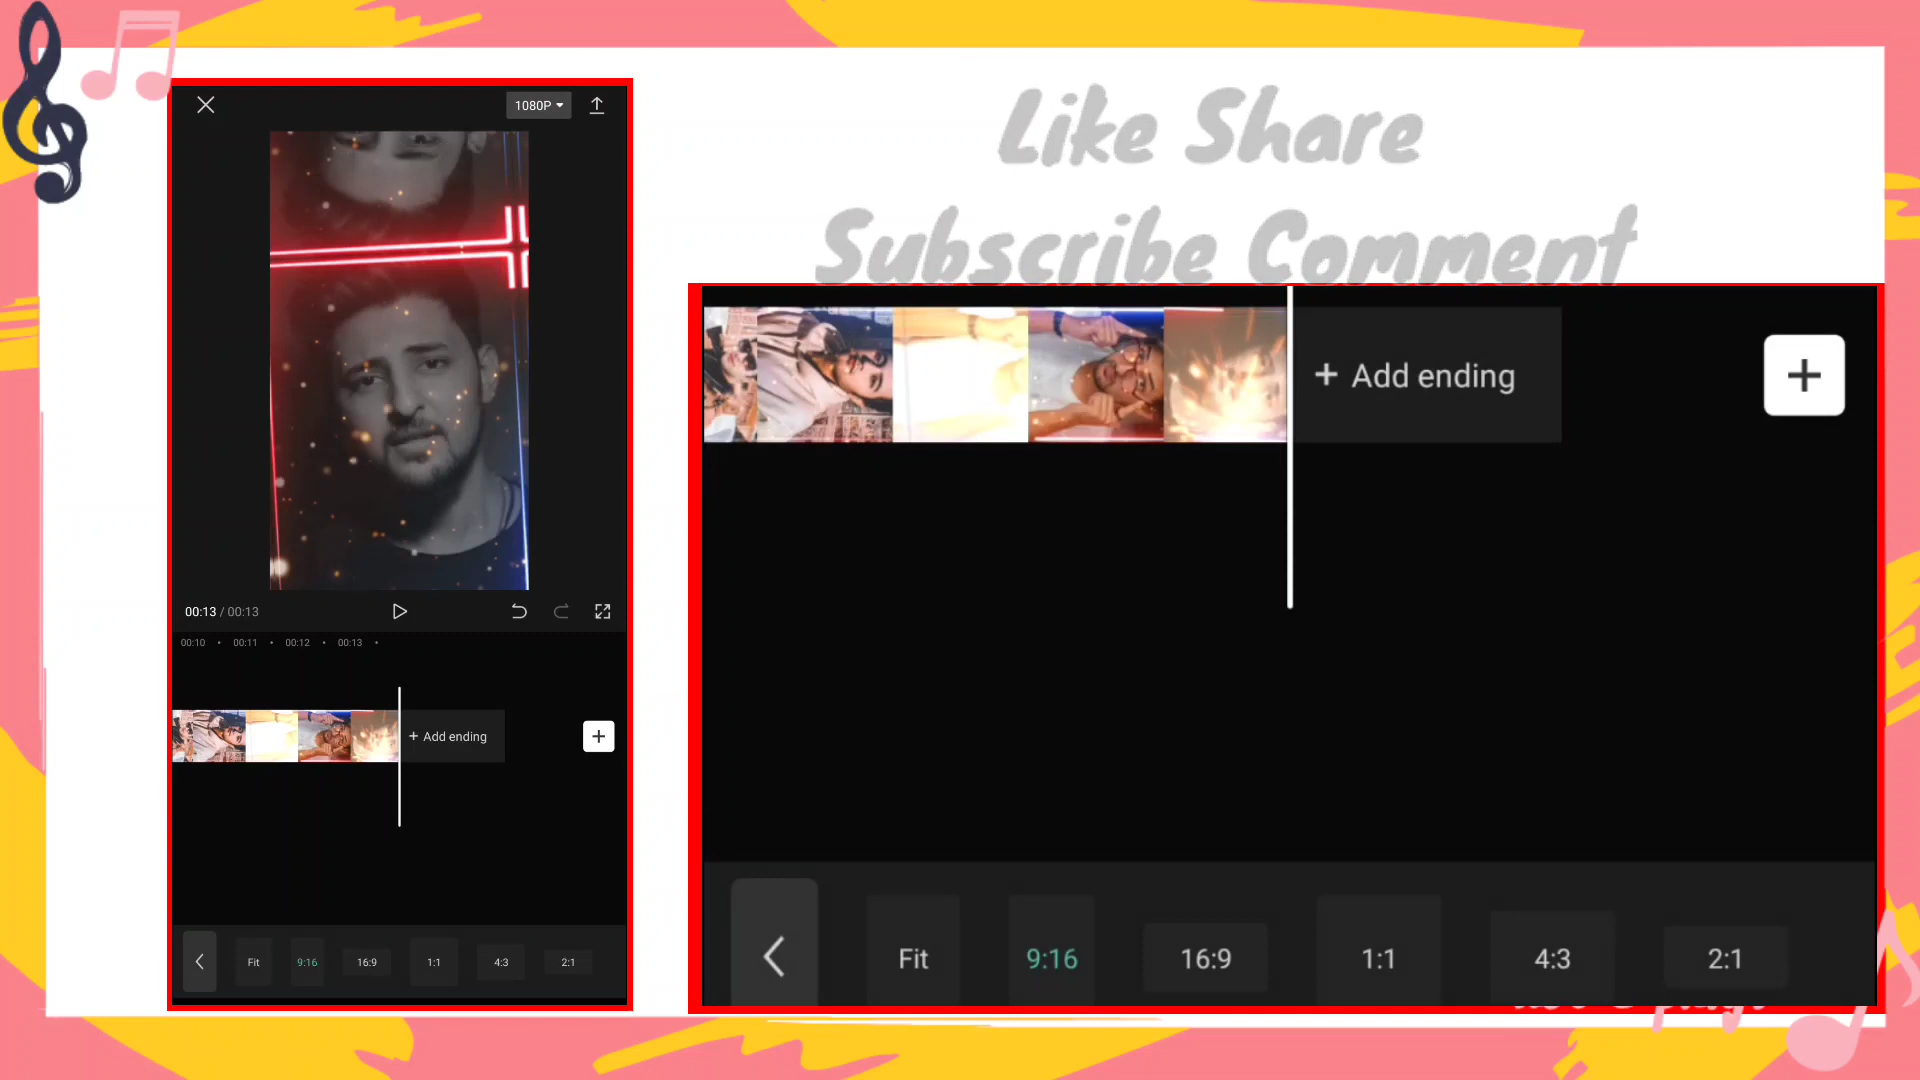 Like Share
Subscribe Comment
1080P
00:13 / 00:13
00:10 00:11 00:12 00:13
+ Add ending
Fit 9:16 16:9 1:1 4:3 2:1
+ Add ending
Fit 9:16 16:9 1:1 4:3 2:1